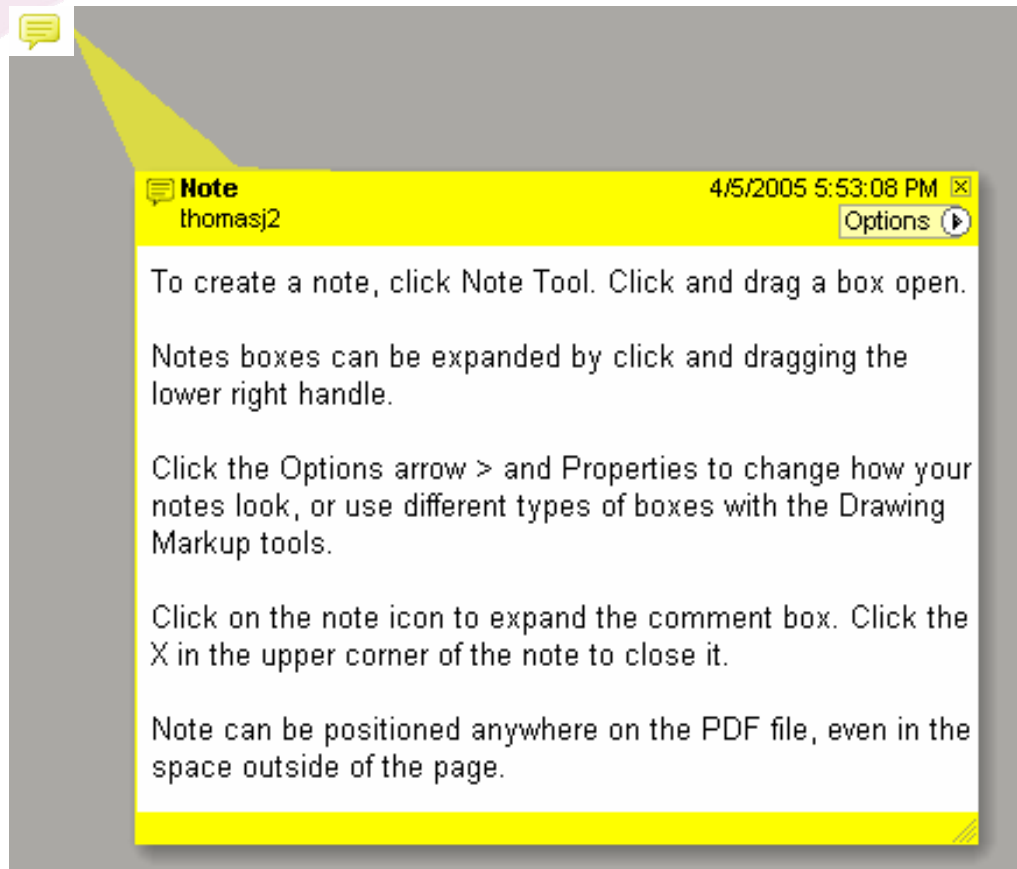 Note 4/5/2005 5:53:08 PM
thomasj2 Options
To create a note, click Note Tool. Click and drag a box open.
Notes boxes can be expanded by click and dragging the
lower right handle.
Click the Options arrow > and Properties to change how your
notes look, or use different types of boxes with the Drawing
Markup tools.
Click on the note icon to expand the comment box. Click the
X in the upper corner of the note to close it.
Note can be positioned anywhere on the PDF file, even in the
space outside of the page.